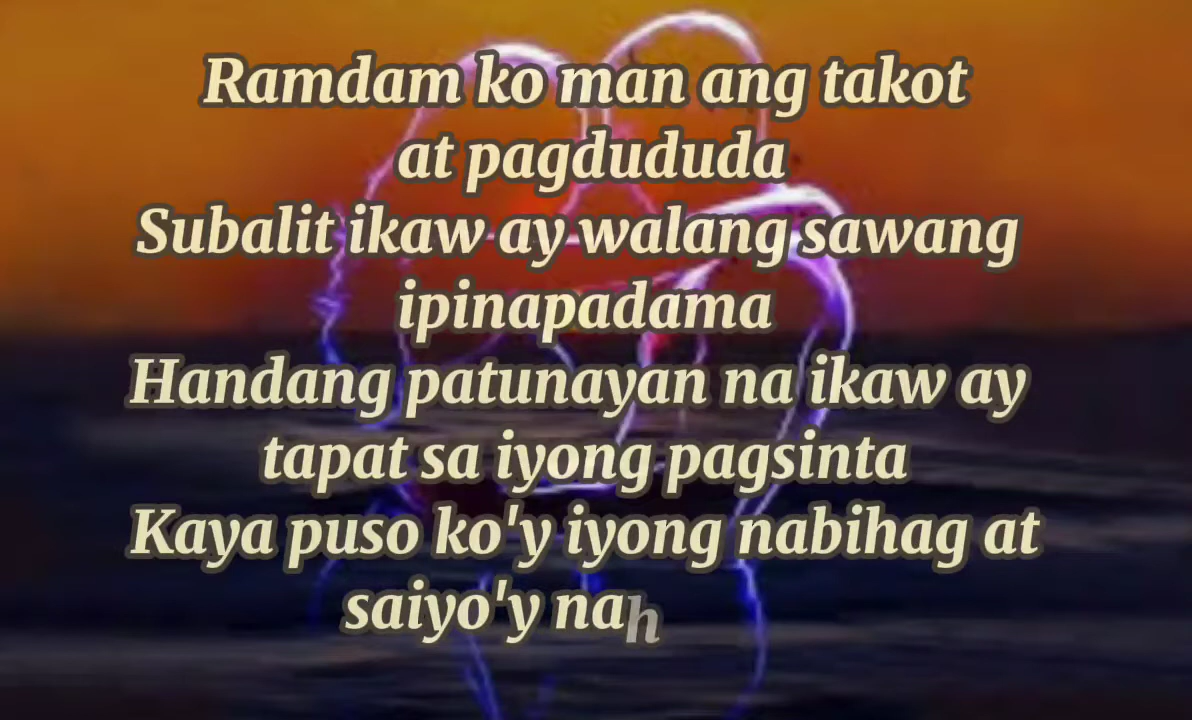 Ramdam ko man ang takot
at pagdududa
Subalit ikaw ay walang sawang
ipinapadama
Handang patunayan na ikaw ay
tapat sa iyong pagsinta
Kaya puso ko'y iyong nabihag at
saiyo'y nah